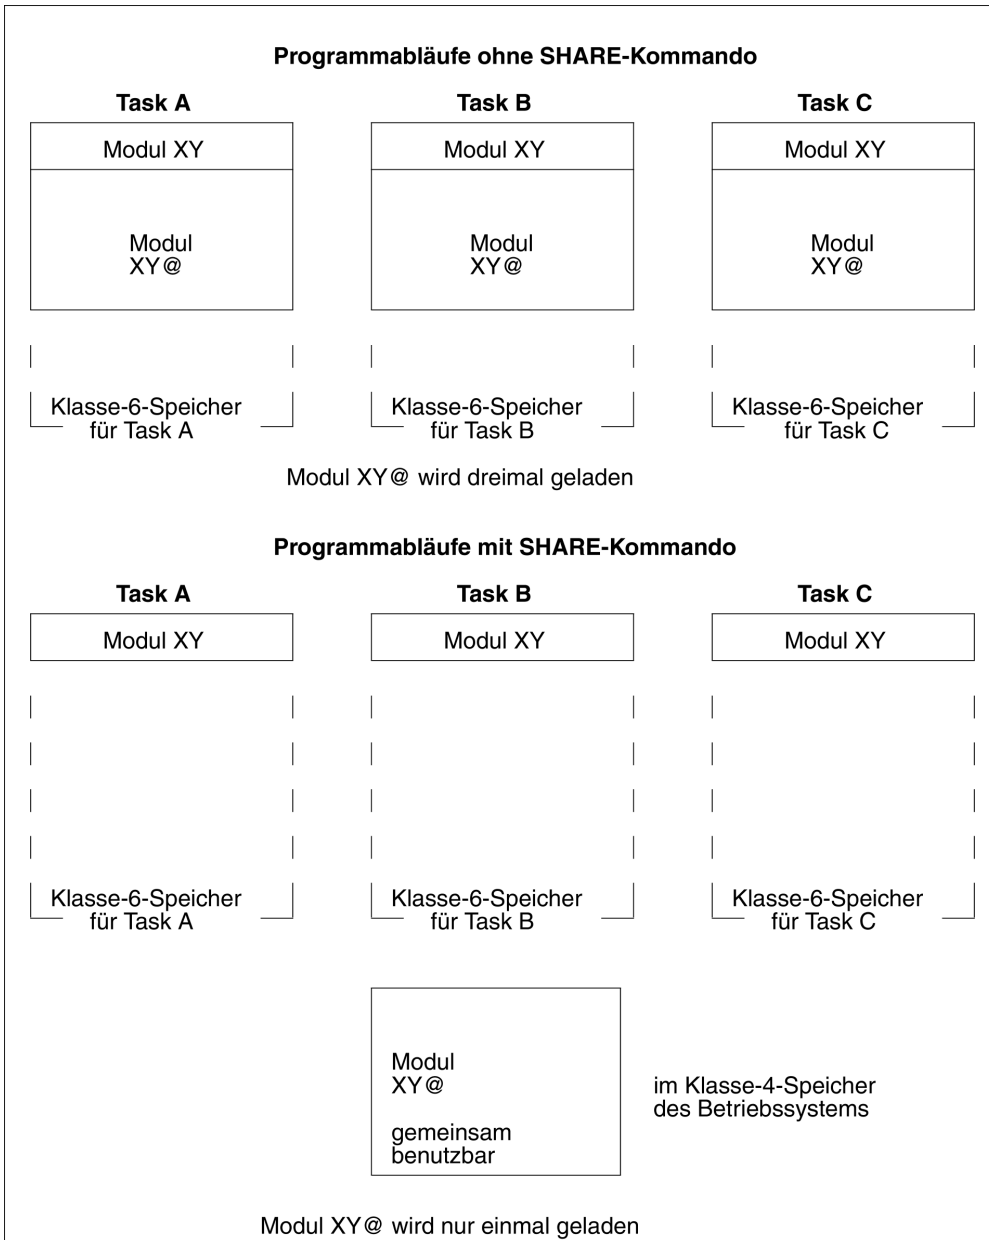 Programmabläufe ohne SHARE-Kommando
Task A
Task B
Task C
Modul XY
Modul XY
Modul XY
Modul
XY@
Modul
XY@
Modul
XY@
Klasse-6-Speicher
für Task A
Klasse-6-Speicher
für Task B
Klasse-6-Speicher
für Task C
Modul XY@ wird dreimal geladen
Programmabläufe mit SHARE-Kommando
Task A
Task B
Task C
Modul XY
Modul XY
Modul XY
Klasse-6-Speicher
für Task A
Klasse-6-Speicher
für Task B
Klasse-6-Speicher
für Task C
Modul
XY@
gemeinsam
benutzbar
im Klasse-4-Speicher
des Betriebssystems
Modul XY@ wird nur einmal geladen